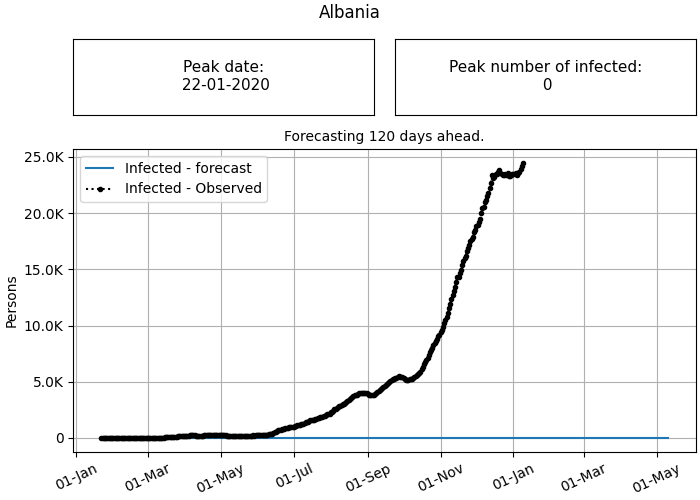 Albania
Peak date:
22-01-2020
Peak number of infected:
0
Forecasting 120 days ahead.
Infected - forecast
Infected - Observed
25.0K
20.0K
15.0K
10.0K
5.0K
0
Persons
01-Jan
01-Mar
01-May
01-Jul
01-Sep
01-Nov
01-Jan
01-Mar
01-May